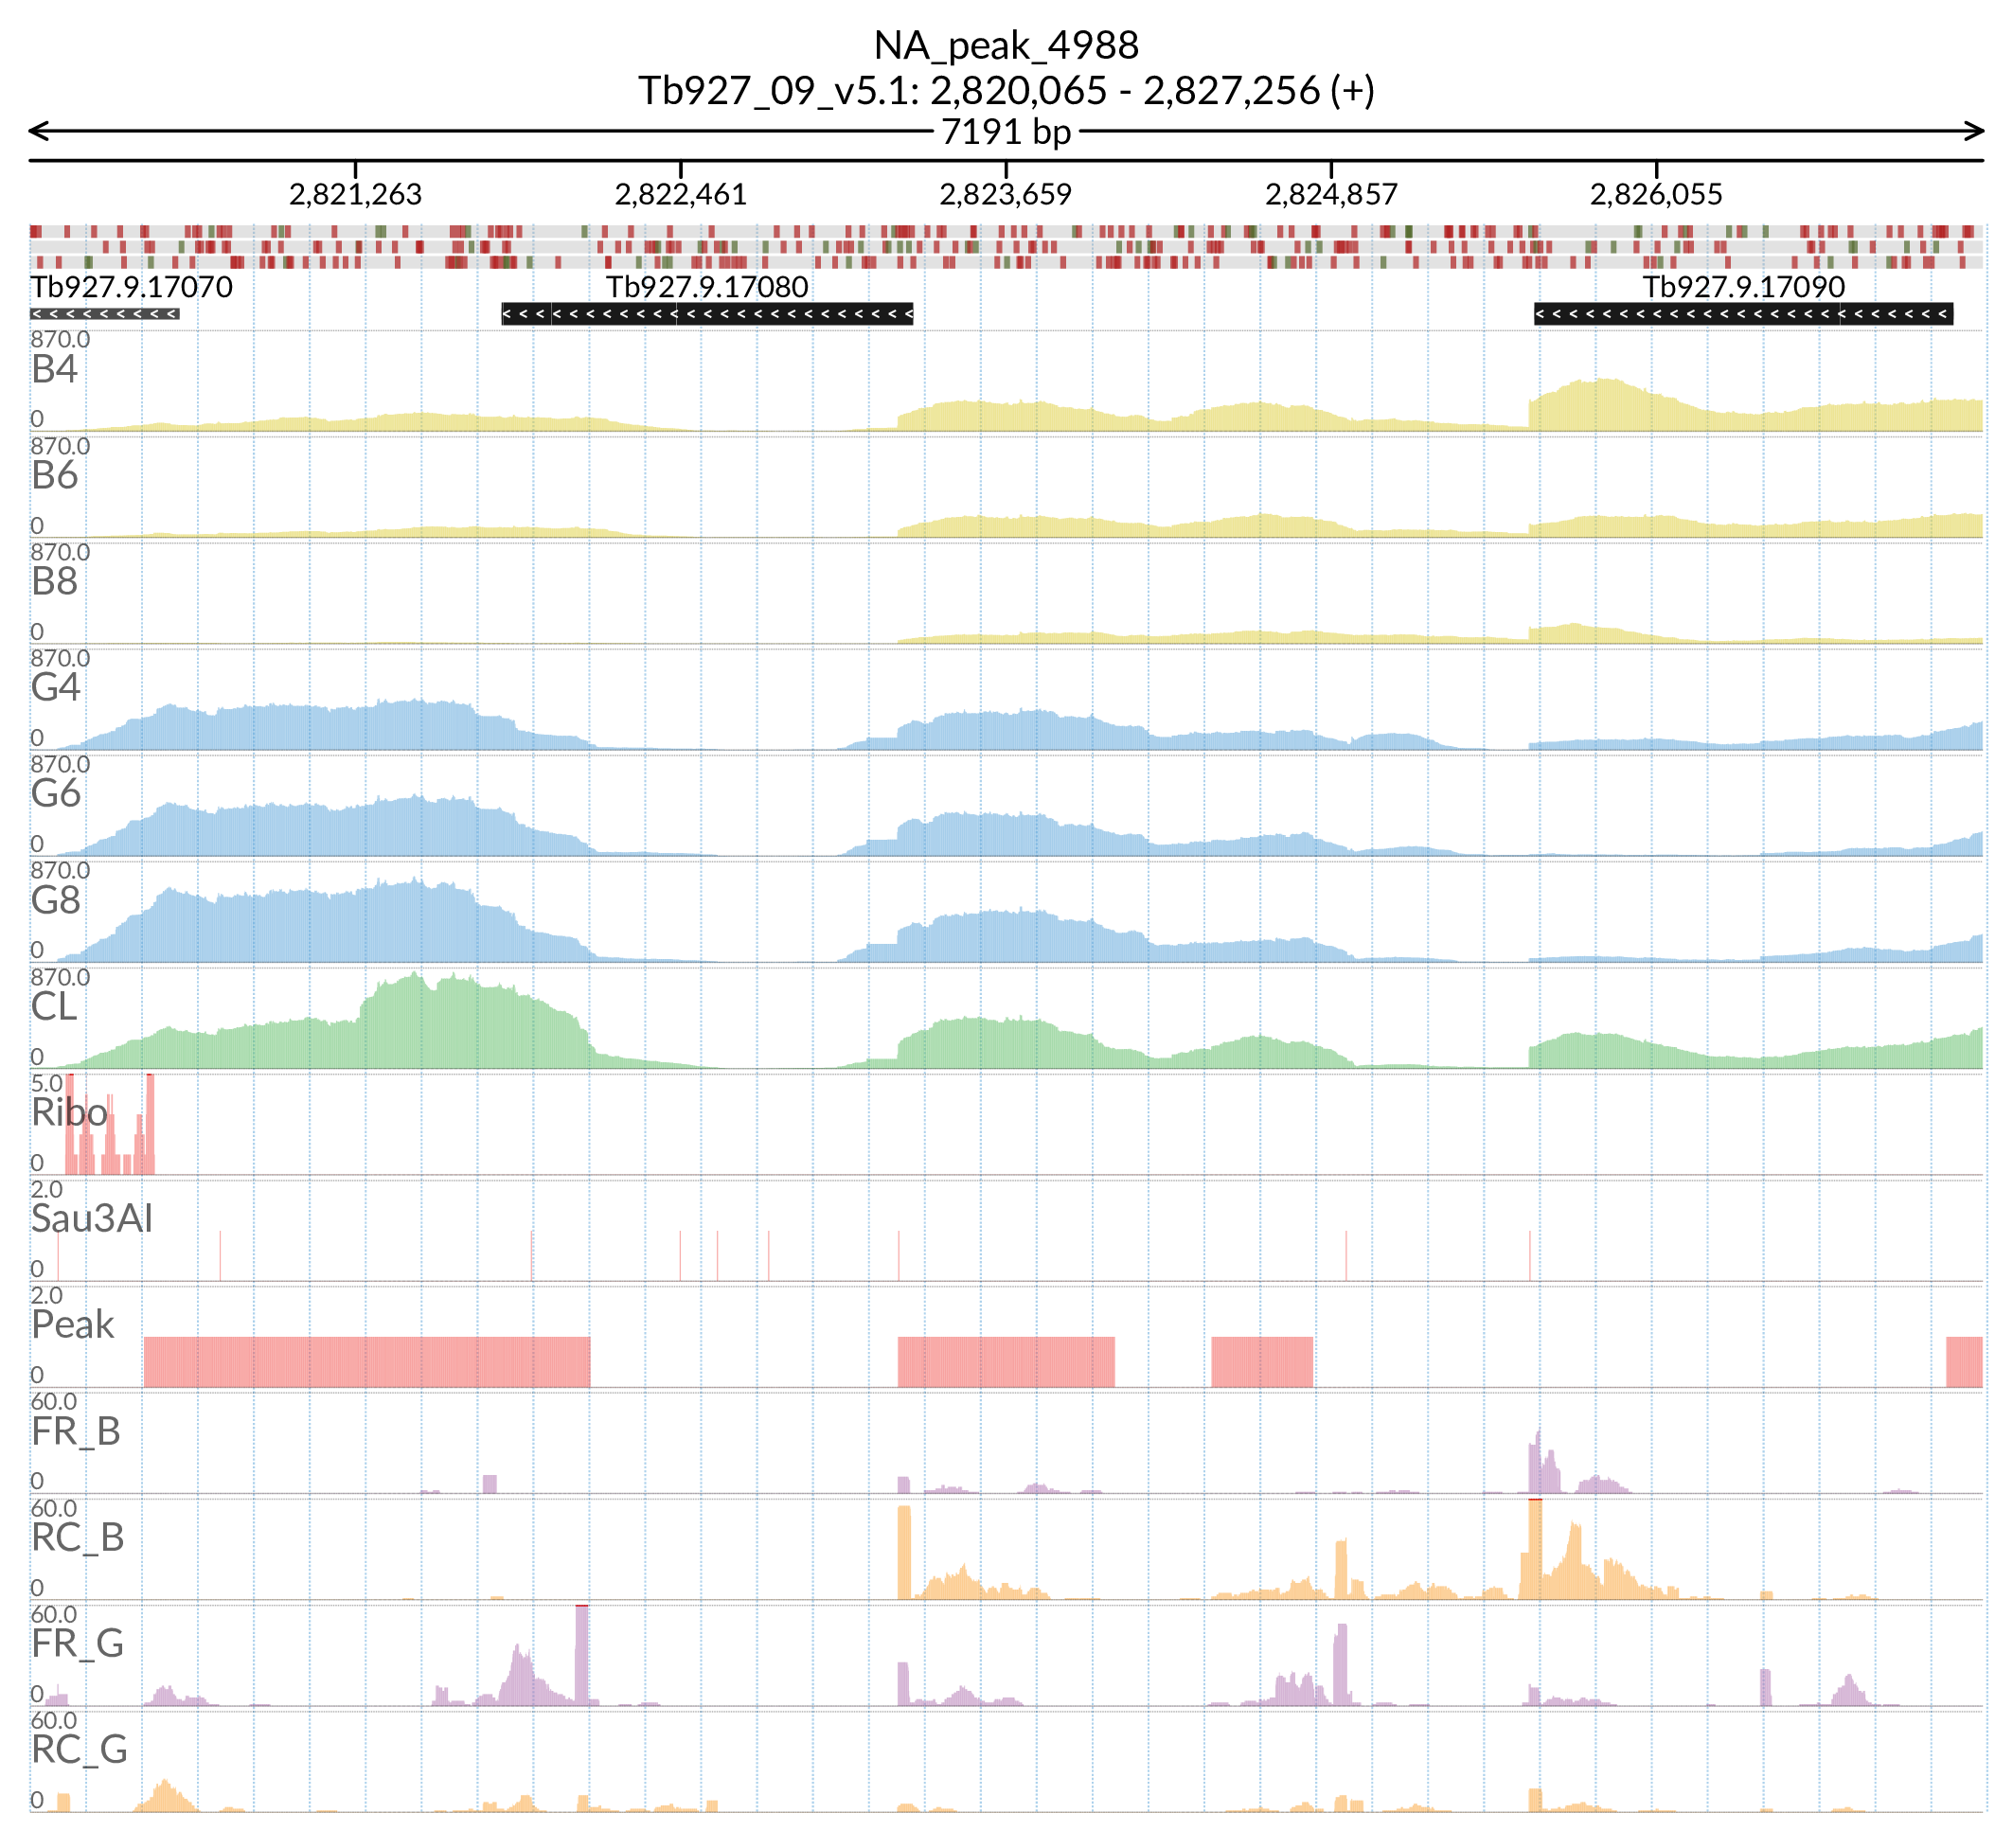 NA_peak_4988
Tb927_09_v5.1: 2,820,065 - 2,827,256 (+)
7191 bp
2,821,263 2,822,461 2,823,659 2,824,857 2,826,055
Tb927.9.17070 Tb927.9.17080 Tb927.9.17090
870.0
B4
0
870.0
B6
0
870.0
B8
0
870.0
G4
0
870.0
G6
0
870.0
G8
0
870.0
CL
0
5.0
Ribo
0
2.0
Sau3AI
0
2.0
Peak
0
60.0
FR_B
0
60.0
RC_B
0
60.0
FR_G
0
60.0
RC_G
0